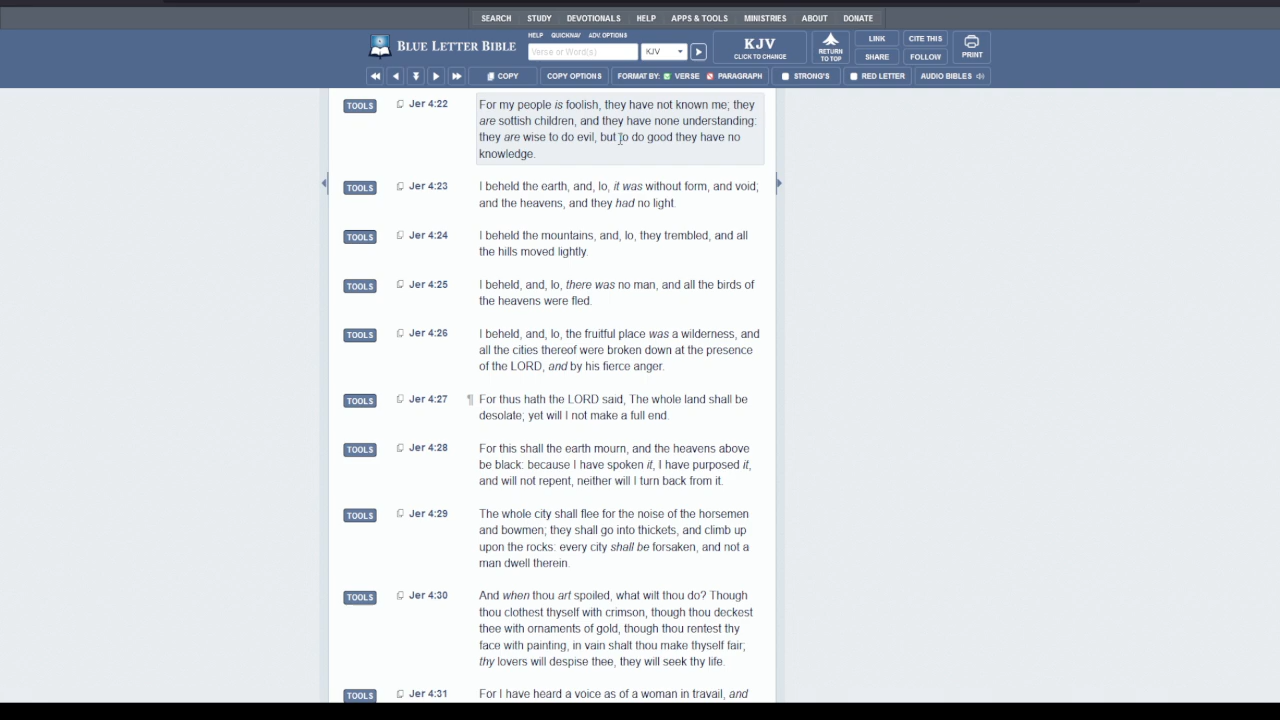 SEARCH STUDY DEVOTIONALS HELP APPS & TOOLS MINISTRIES ABOUT DONATE
HELP QUICKNAV ADV. OPTIONS
BLUE LETTER BIBLE
Verse or Word(s)
KJV
KJV
CLICK TO CHANGE
RETURN
TO TOP
LINK
CITE THIS
SHARE
FOLLOW
PRINT
COPY COPY OPTIONS FORMAT BY: VERSE PARAGRAPH STRONG'S RED LETTER AUDIO BIBLES
TOOLS Jer 4:22 For my people is foolish, they have not known me; they
are sottish children, and they have none understanding:
they are wise to do evil, but to do good they have no
knowledge.
TOOLS Jer 4:23 I beheld the earth, and, lo, it was without form, and void;
and the heavens, and they had no light.
TOOLS Jer 4:24 I beheld the mountains, and, lo, they trembled, and all
the hills moved lightly.
TOOLS Jer 4:25 I beheld, and, lo, there was no man, and all the birds of
the heavens were fled.
TOOLS Jer 4:26 I beheld, and, lo, the fruitful place was a wilderness, and
all the cities thereof were broken down at the presence
of the LORD, and by his fierce anger.
TOOLS Jer 4:27 ¶ For thus hath the LORD said, The whole land shall be
desolate; yet will I not make a full end.
TOOLS Jer 4:28 For this shall the earth mourn, and the heavens above
be black: because I have spoken it, I have purposed it,
and will not repent, neither will I turn back from it.
TOOLS Jer 4:29 The whole city shall flee for the noise of the horsemen
and bowmen; they shall go into thickets, and climb up
upon the rocks: every city shall be forsaken, and not a
man dwell therein.
TOOLS Jer 4:30 And when thou art spoiled, what wilt thou do? Though
thou clothest thyself with crimson, though thou deckest
thee with ornaments of gold, though thou rentest thy
face with painting, in vain shalt thou make thyself fair;
thy lovers will despise thee, they will seek thy life.
TOOLS Jer 4:31 For I have heard a voice as of a woman in travail, and